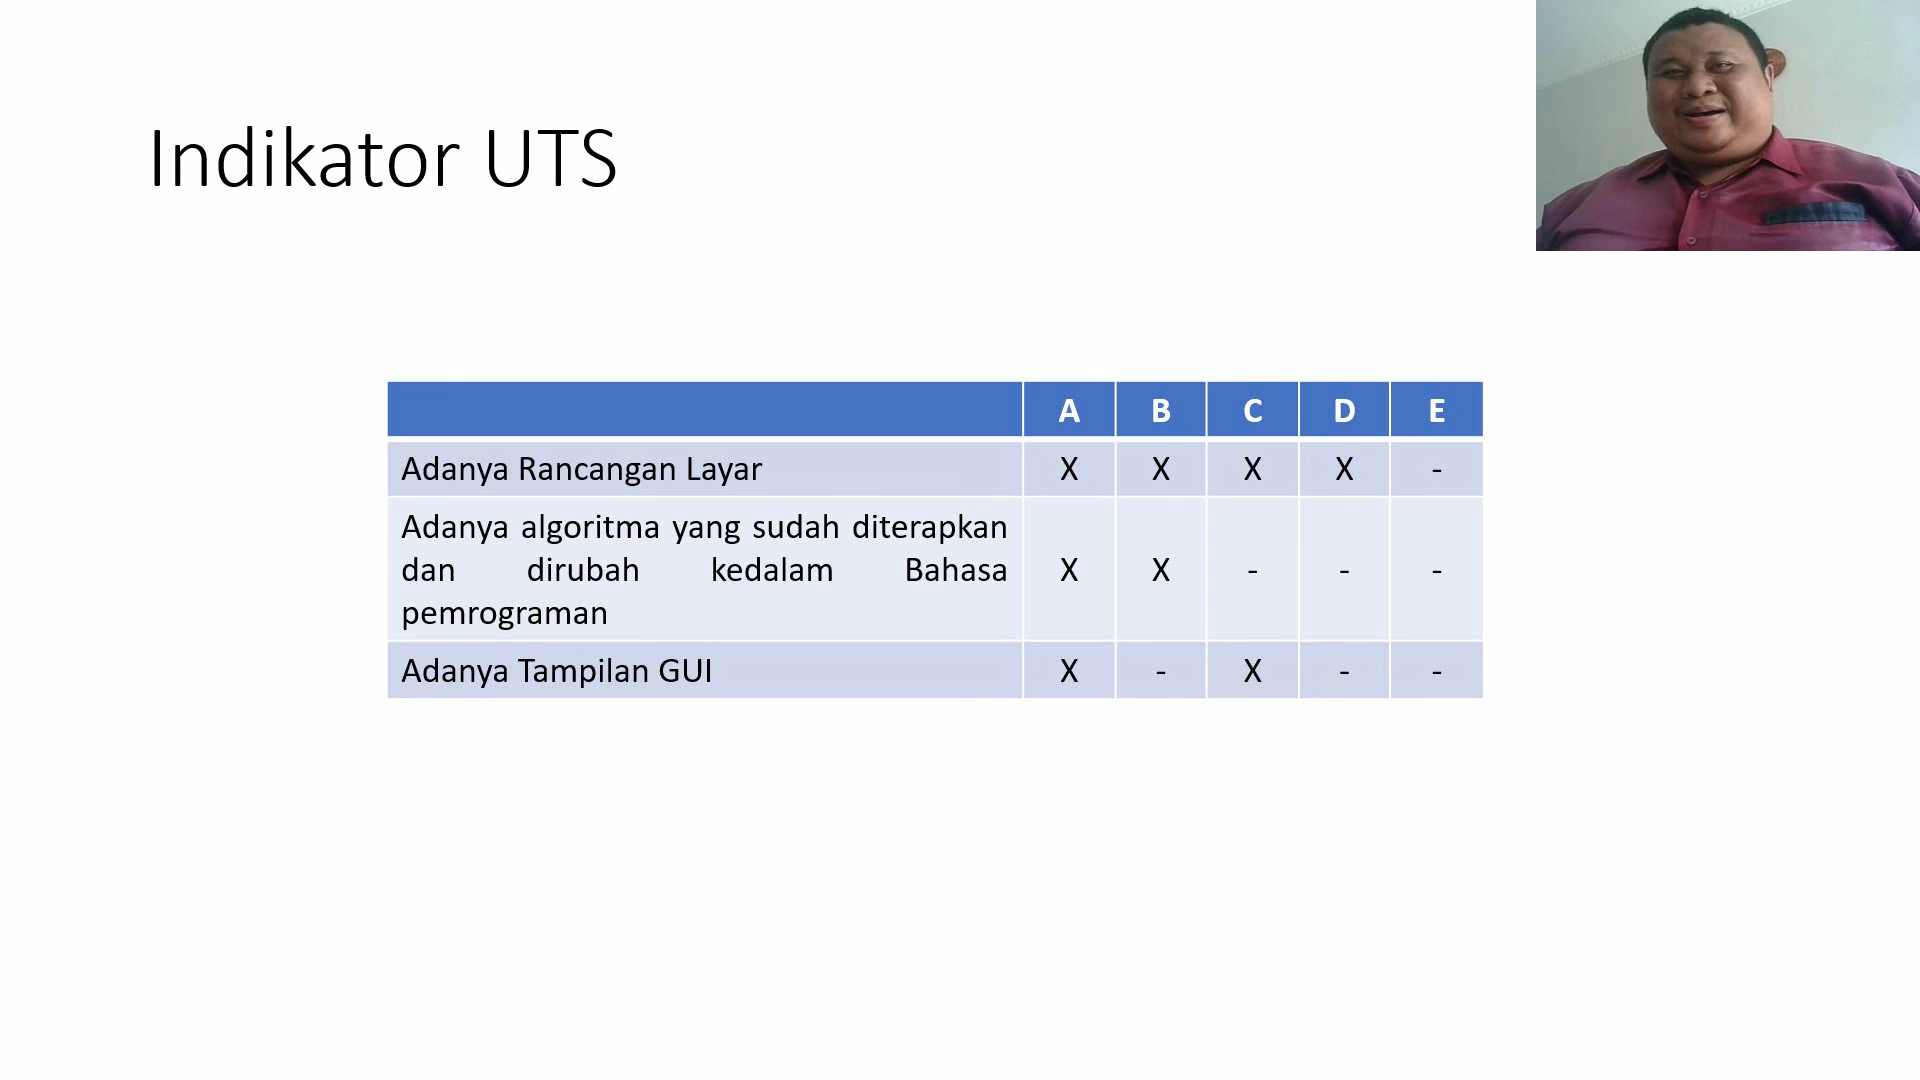 Indikator UTS
A B C D E
Adanya Rancangan Layar X X X X -
Adanya algoritma yang sudah diterapkan
dan dirubah kedalam Bahasa X X - - -
pemrograman
Adanya Tampilan GUI X - X - -